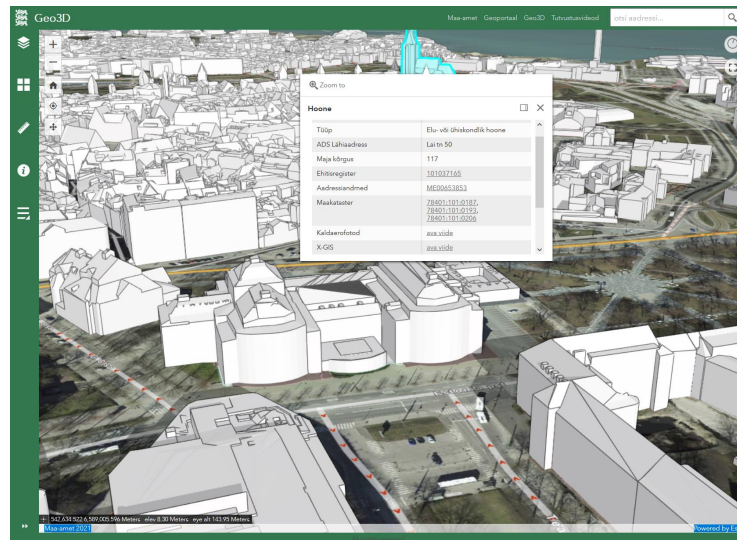 Geo3D
Maa-amet Geoportaal Geo3D Tutvustusvideod
otsi aadressi...
Zoom to
Hoone
Tüüp Elu- või ühiskondlik hoone
ADS Lähiaadress Lai tn 50
Maja kõrgus 117
Ehitisregister 101037165
Aadressiandmed ME00653853
Maakataster 78401:101:0187,
78401:101:0193,
78401:101:0206
Kaldaerofotod ava viide
X-GIS ava viide
542,634.522 6,589,005.596 Meters elev 8.30 Meters eye alt 143.95 Meters
Maa-amet 2021
Powered by Es